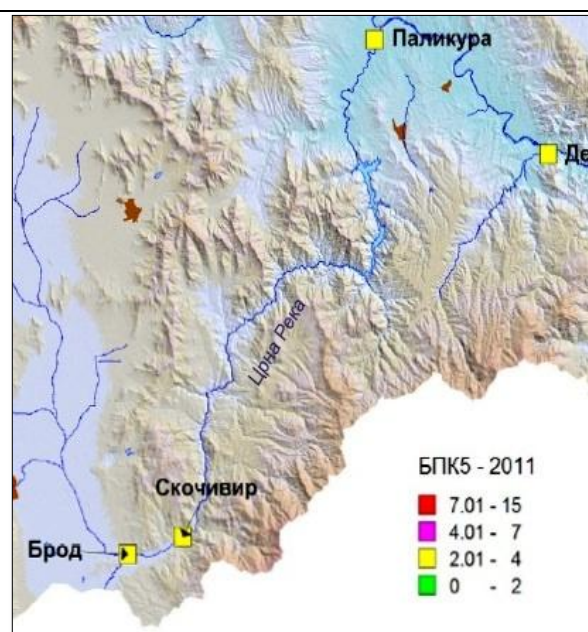 Паликура
Де
Црна Река
Скочивир
Брод
БПК5 - 2011
7.01 - 15
4.01 - 7
2.01 - 4
0 - 2